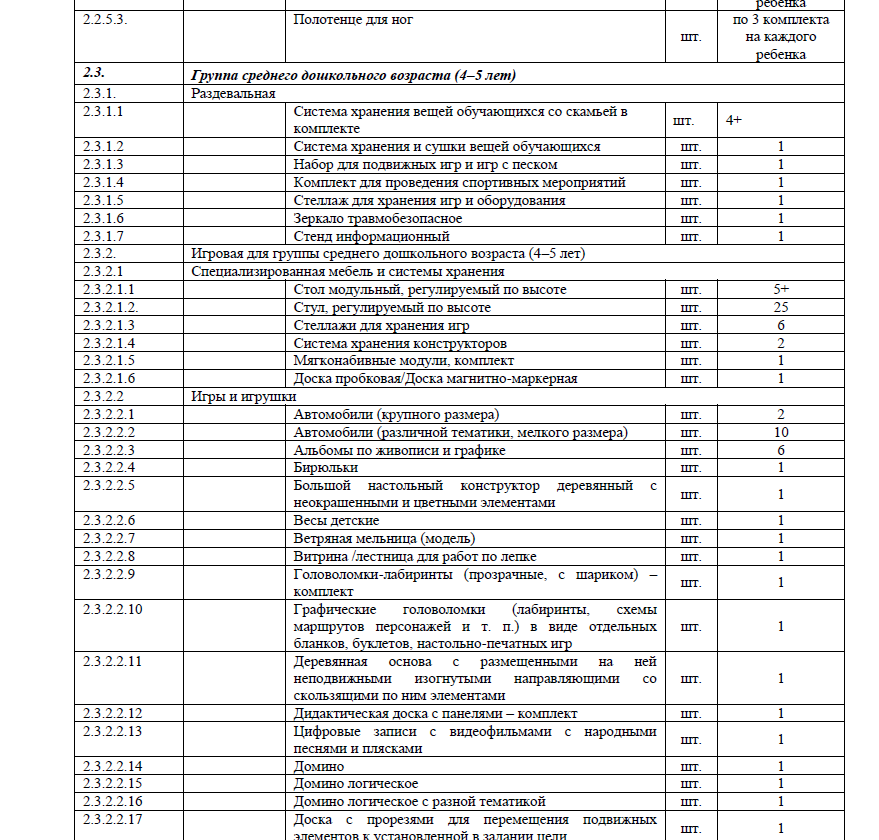 ребенка
2.2.5.3. Полотенце для ног шт. по 3 комплекта
на каждого
ребенка
2.3. Группа среднего дошкольного возраста (4–5 лет)
2.3.1. Раздевальная
2.3.1.1 Система хранения вещей обучающихся со скамьей в
комплекте шт. 4+
2.3.1.2 Система хранения и сушки вещей обучающихся шт. 1
2.3.1.3 Набор для подвижных игр и игр с песком шт. 1
2.3.1.4 Комплект для проведения спортивных мероприятий шт. 1
2.3.1.5 Стеллаж для хранения игр и оборудования шт. 1
2.3.1.6 Зеркало травмобезопасное шт. 1
2.3.1.7 Стенд информационный шт. 1
2.3.2. Игровая для группы среднего дошкольного возраста (4–5 лет)
2.3.2.1 Специализированная мебель и системы хранения
2.3.2.1.1 Стол модульный, регулируемый по высоте шт. 5+
2.3.2.1.2. Стул, регулируемый по высоте шт. 25
2.3.2.1.3 Стеллажи для хранения игр шт. 6
2.3.2.1.4 Система хранения конструкторов шт. 2
2.3.2.1.5 Мягконабивные модули, комплект шт. 1
2.3.2.1.6 Доска пробковая/Доска магнитно-маркерная шт. 1
2.3.2.2 Игры и игрушки
2.3.2.2.1 Автомобили (крупного размера) шт. 2
2.3.2.2.2 Автомобили (различной тематики, мелкого размера) шт. 10
2.3.2.2.3 Альбомы по живописи и графике шт. 6
2.3.2.2.4 Бирюльки шт. 1
2.3.2.2.5 Большой настольный конструктор деревянный с
неокрашенными и цветными элементами шт. 1
2.3.2.2.6 Весы детские шт. 1
2.3.2.2.7 Ветряная мельница (модель) шт. 1
2.3.2.2.8 Витрина /лестница для работ по лепке шт. 1
2.3.2.2.9 Головоломки-лабиринты (прозрачные, с шариком) –
комплект шт. 1
2.3.2.2.10 Графические головоломки (лабиринты, схемы
маршрутов персонажей и т. п.) в виде отдельных шт. 1
бланков, буклетов, настольно-печатных игр
2.3.2.2.11 Деревянная основа с размещенными на ней
неподвижными изогнутыми направляющими со шт. 1
скользящими по ним элементами
2.3.2.2.12 Дидактическая доска с панелями – комплект шт. 1
2.3.2.2.13 Цифровые записи с видеофильмами с народными
песнями и плясками шт. 1
2.3.2.2.14 Домино шт. 1
2.3.2.2.15 Домино логическое шт. 1
2.3.2.2.16 Домино логическое с разной тематикой шт. 1
2.3.2.2.17 Доска с прорезями для перемещения подвижных шт. 1
элементов к установленной в задании цели